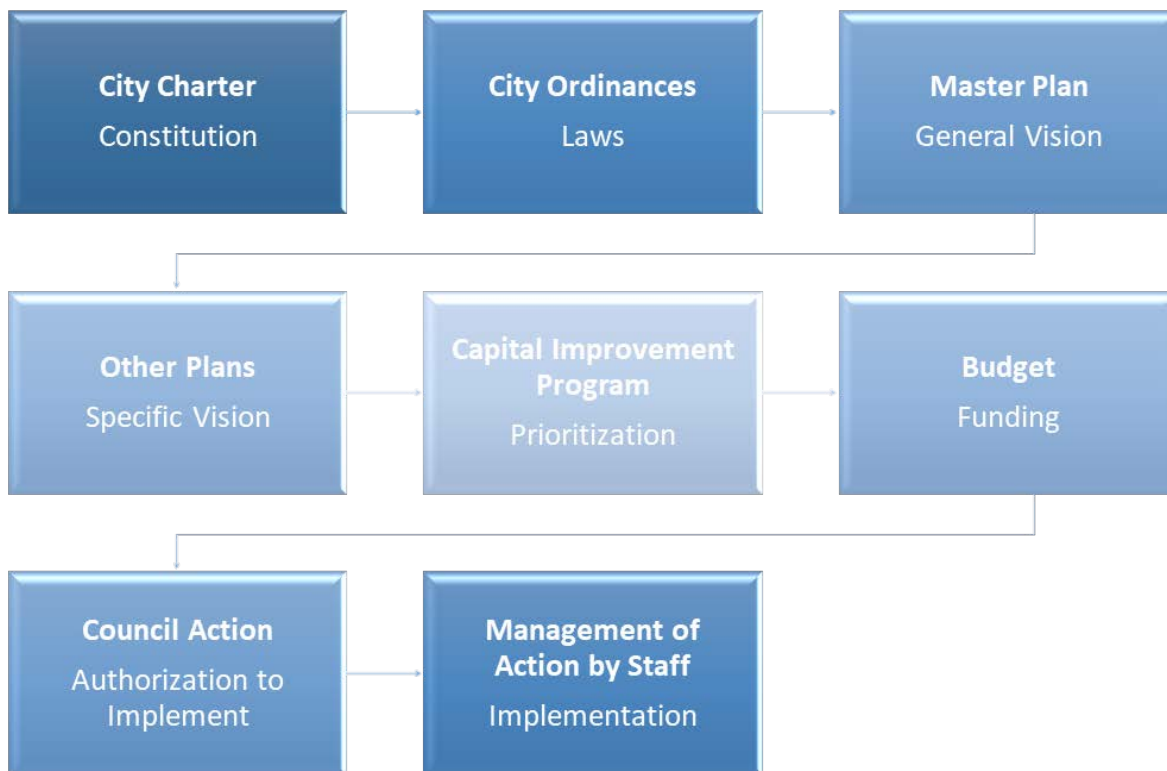 City Charter
Constitution
City Ordinances
Laws
Master Plan
General Vision
Other Plans
Specific Vision
Capital Improvement
Program
Prioritization
Budget
Funding
Council Action
Authorization to
Implement
Management of
Action by Staff
Implementation